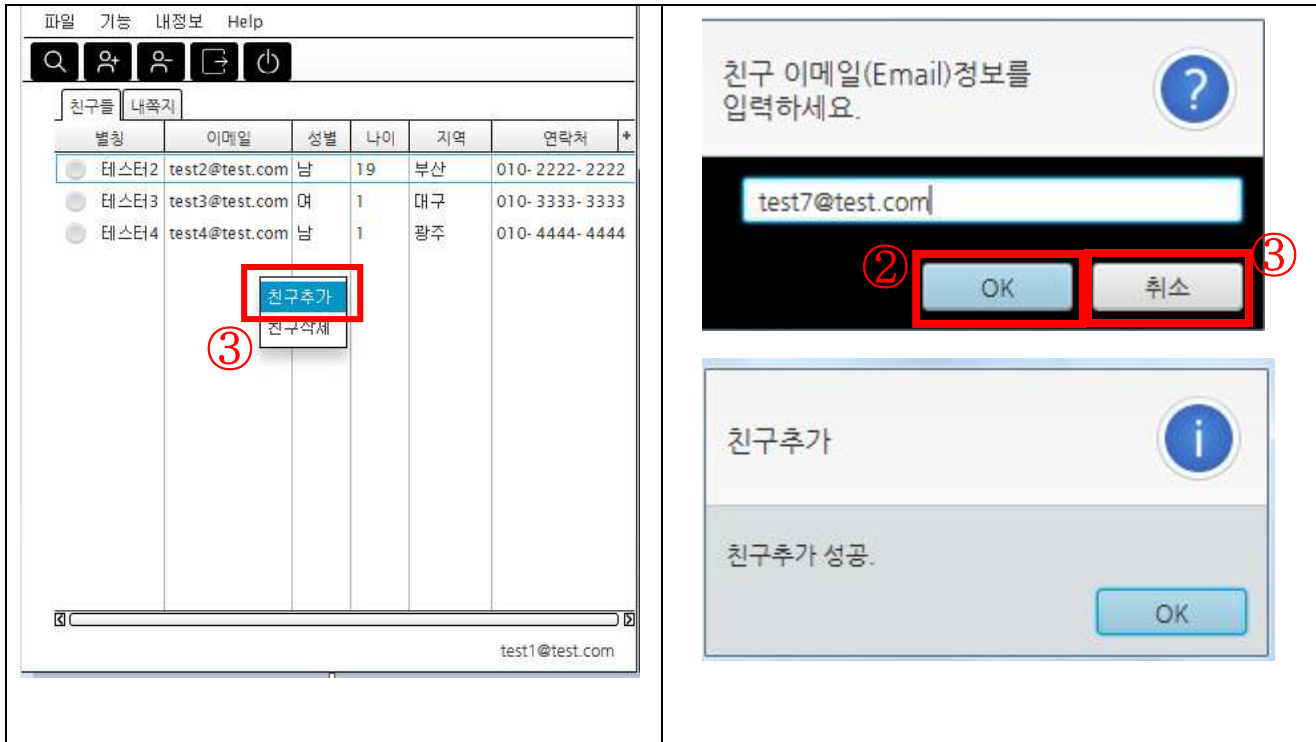 파일 기능 내정보 Help
친구들 내쪽지
별칭 이메일 성별 나이 지역 연락처 +
테스터2 test2@test.com 남 19 부산 010-2222-2222
테스터3 test3@test.com 여 1 대구 010-3333-3333
테스터4 test4@test.com 남 1 광주 010-4444-4444
친구추가
친구삭제
③
test1@test.com
친구 이메일(Email)정보를
입력하세요.
?
test7@test.com
② OK 취소 ③
친구추가
i
친구추가 성공.
OK